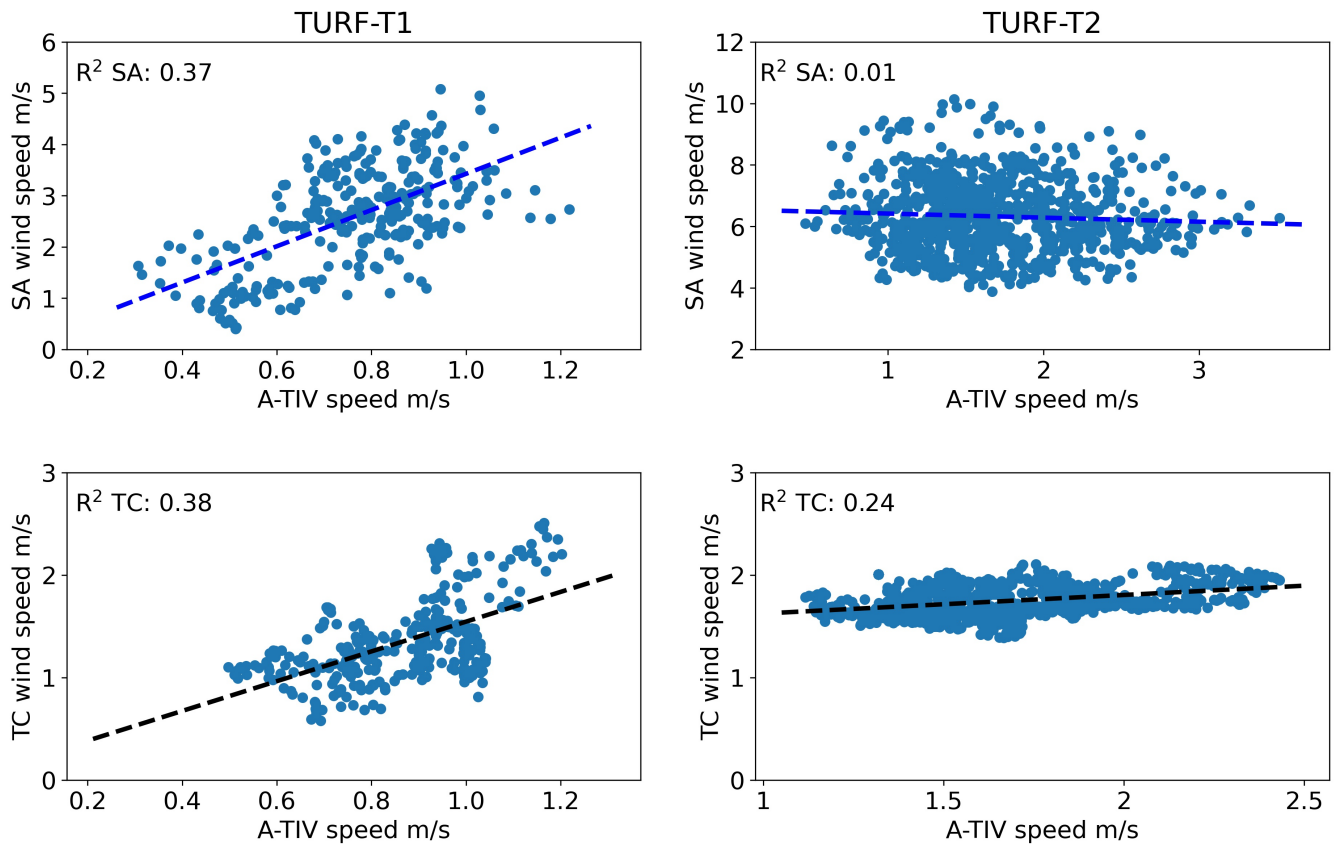 TURF-T1
R² SA: 0.37
SA wind speed m/s
6
5
4
3
2
1
0
0.2 0.4 0.6 0.8 1.0 1.2
A-TIV speed m/s
TURF-T2
R² SA: 0.01
SA wind speed m/s
12
10
8
6
4
2
1 2 3
A-TIV speed m/s
R² TC: 0.38
TC wind speed m/s
3
2
1
0
0.2 0.4 0.6 0.8 1.0 1.2
A-TIV speed m/s
R² TC: 0.24
TC wind speed m/s
3
2
1
0
1 1.5 2 2.5
A-TIV speed m/s